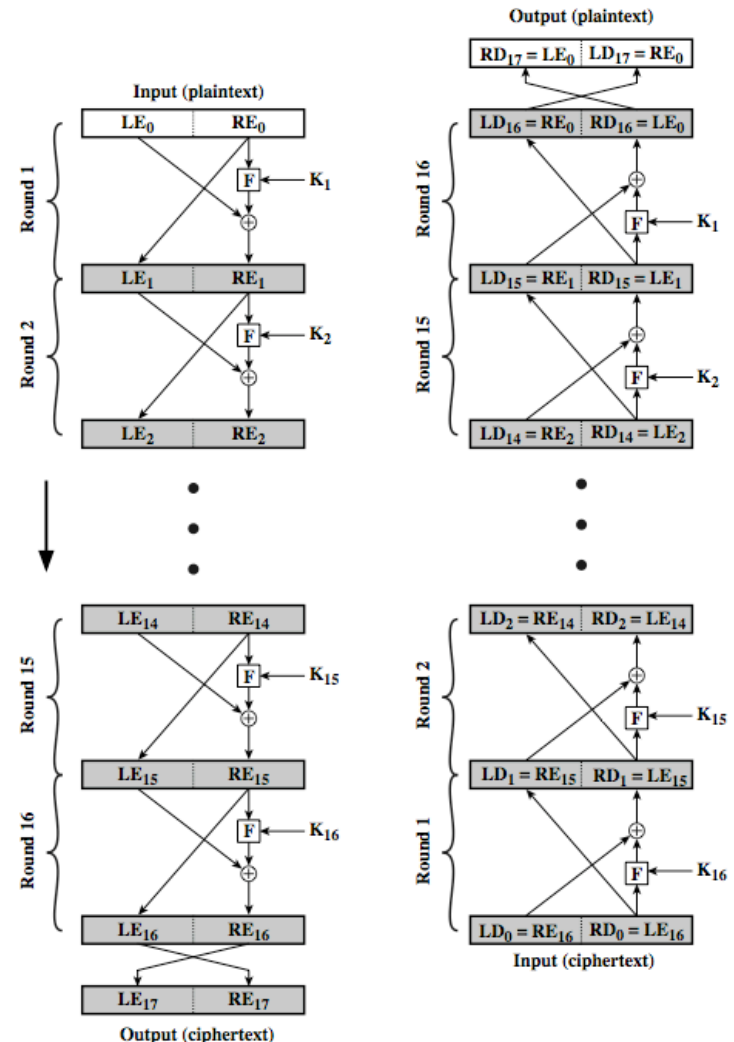 Input (plaintext)
LE₀ RE₀
Round 1
F
K₁
LE₁ RE₁
Round 2
F
K₂
LE₂ RE₂
LE₁₄ RE₁₄
Round 15
F
K₁₅
LE₁₅ RE₁₅
Round 16
F
K₁₆
LE₁₆ RE₁₆
LE₁₇ RE₁₇
Output (ciphertext)
Output (plaintext)
RD₁₇ = LE₀ LD₁₇ = RE₀
LD₁₆ = RE₀ RD₁₆ = LE₀
Round 16
F
K₁
LD₁₅ = RE₁ RD₁₅ = LE₁
Round 15
F
K₂
LD₁₄ = RE₂ RD₁₄ = LE₂
LD₂ = RE₁₄ RD₂ = LE₁₄
Round 2
F
K₁₅
LD₁ = RE₁₅ RD₁ = LE₁₅
Round 1
F
K₁₆
LD₀ = RE₁₆ RD₀ = LE₁₆
Input (ciphertext)